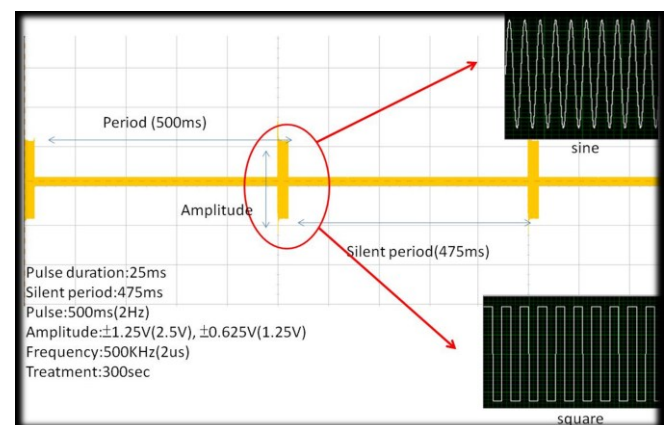 sine
Period (500ms)
Amplitude
Silent period(475ms)
Pulse duration:25ms
Silent period:475ms
Pulse:500ms(2Hz)
Amplitude:±1.25V(2.5V), ±0.625V(1.25V)
Frequency:500KHz(2us)
Treatment:300sec
square